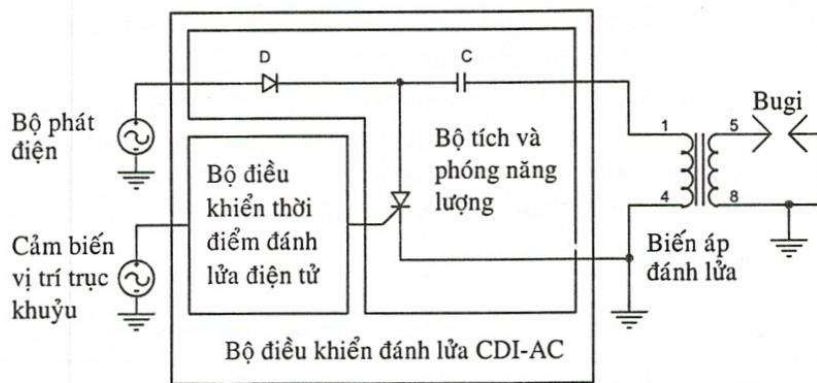 D
C
Bộ phát
điện
Bộ điều
khiển thời
điểm đánh
lửa điện tử
Bộ tích và
phóng năng
lượng
1
4
5
8
Bugi
Biến áp
đánh lửa
Cảm biến
vị trí trục
khuỷu
Bộ điều khiển đánh lửa CDI-AC